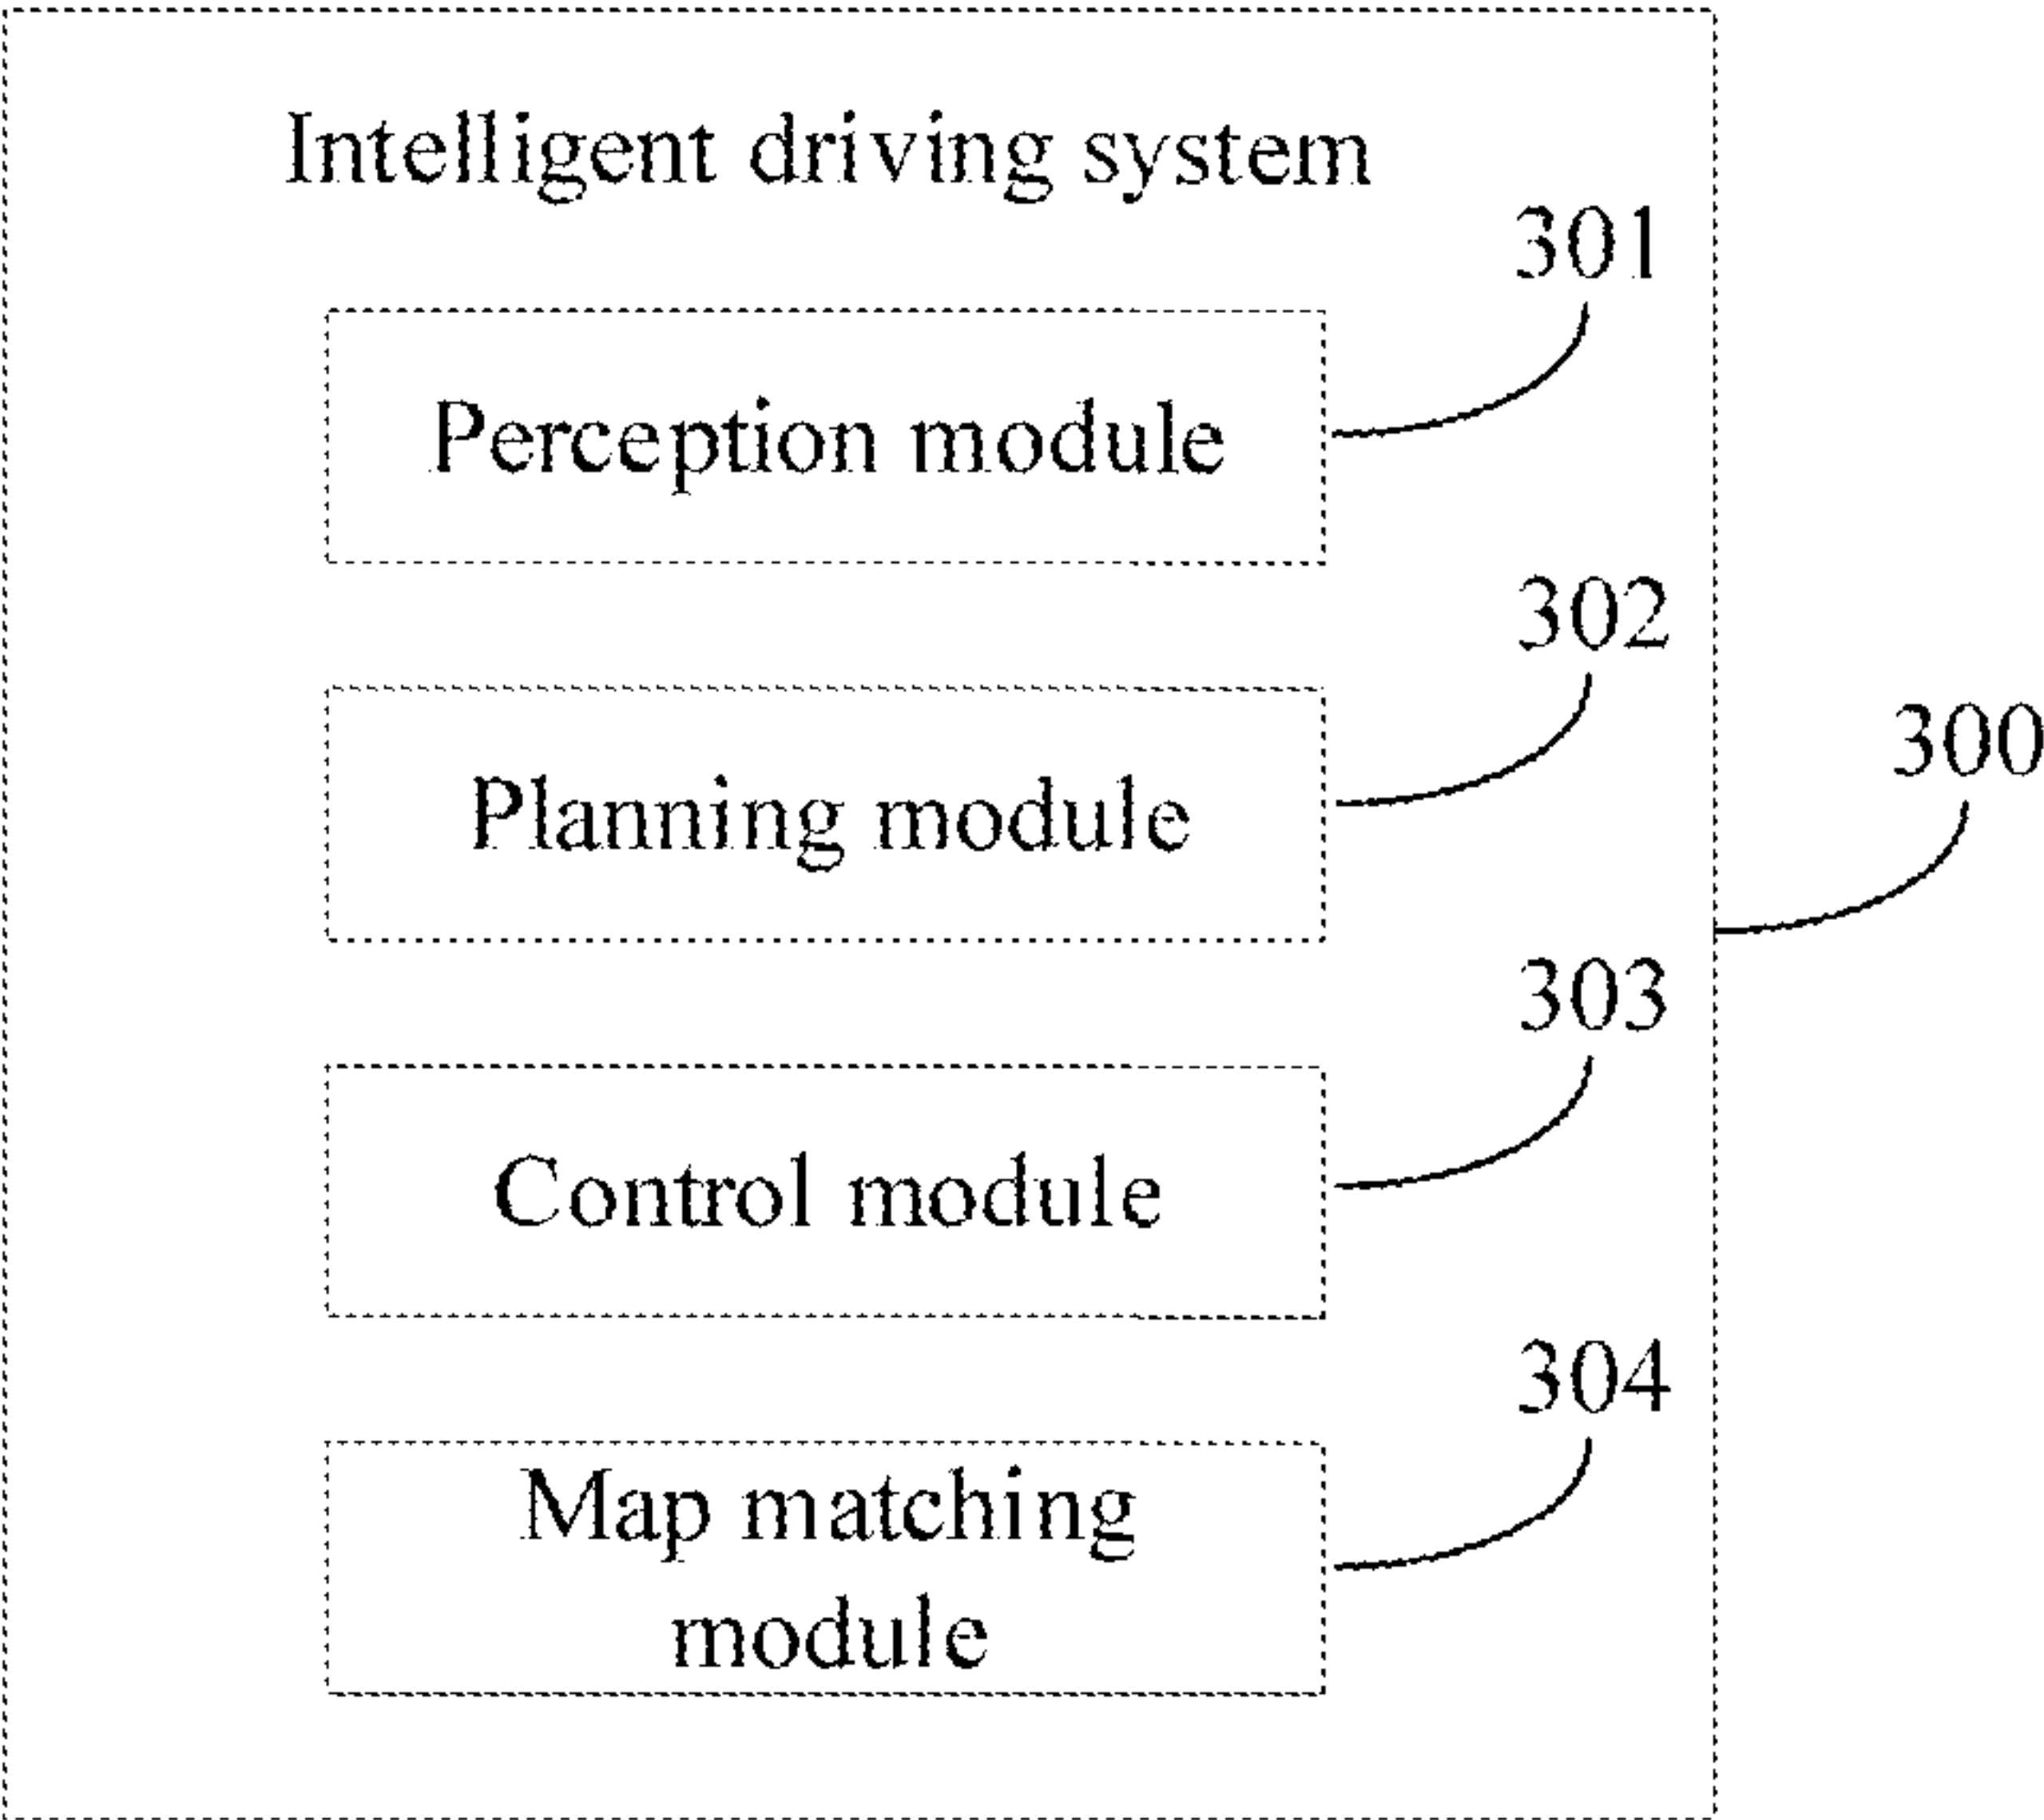 Intelligent driving system
301
Perception module
302
300
Planning module
303
Control module
304
Map matching
module